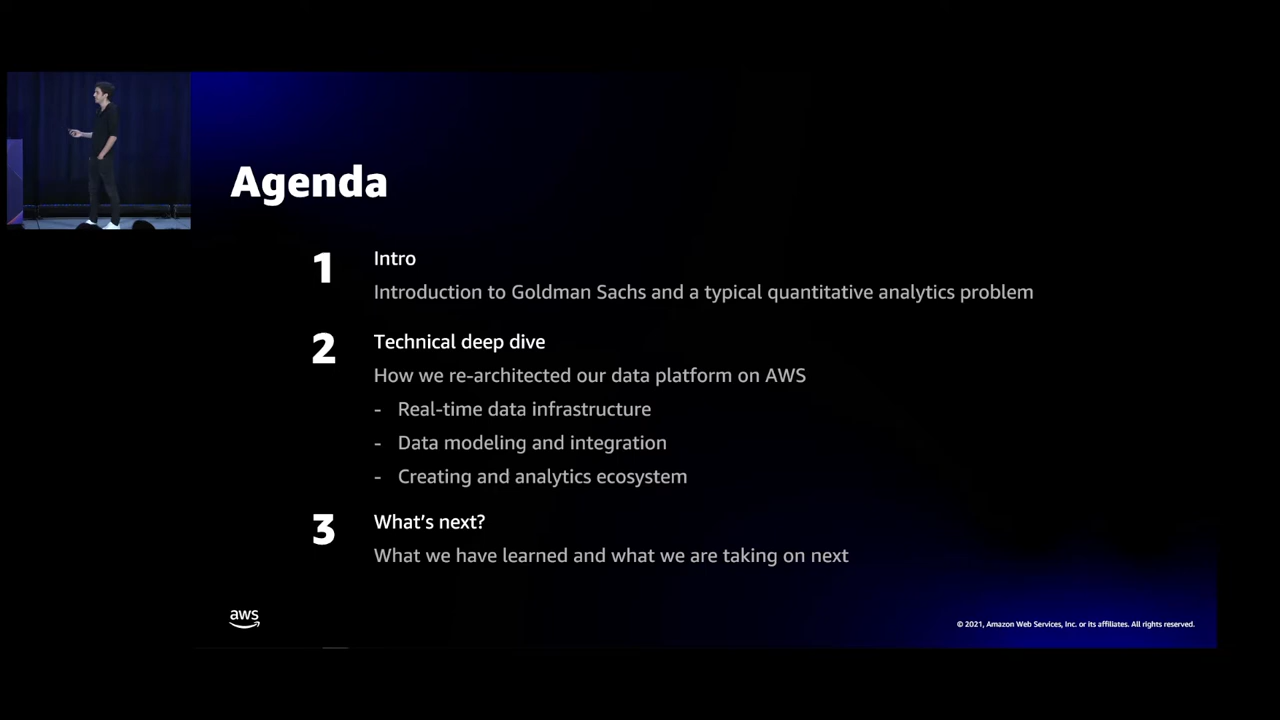 Agenda
1
Intro
Introduction to Goldman Sachs and a typical quantitative analytics problem
2
Technical deep dive
How we re-architected our data platform on AWS
- Real-time data infrastructure
- Data modeling and integration
- Creating and analytics ecosystem
3
What's next?
What we have learned and what we are taking on next
aws
© 2021, Amazon Web Services, Inc. or its affiliates. All rights reserved.